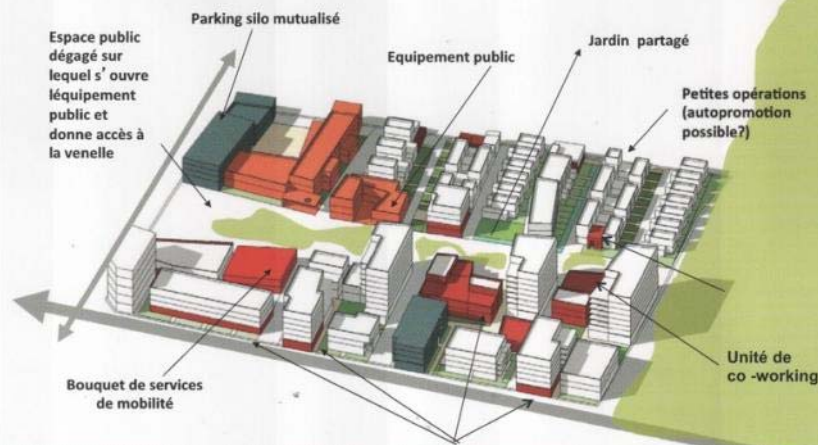 Parking silo mutualisé
Espace public
dégagé sur
lequel s' ouvre
léquipement
public et
donne accès à
la venelle
Equipement public
Jardin partagé
Petites opérations
(autopromotion
possible?)
Bouquet de services
de mobilité
Unité de
co -working